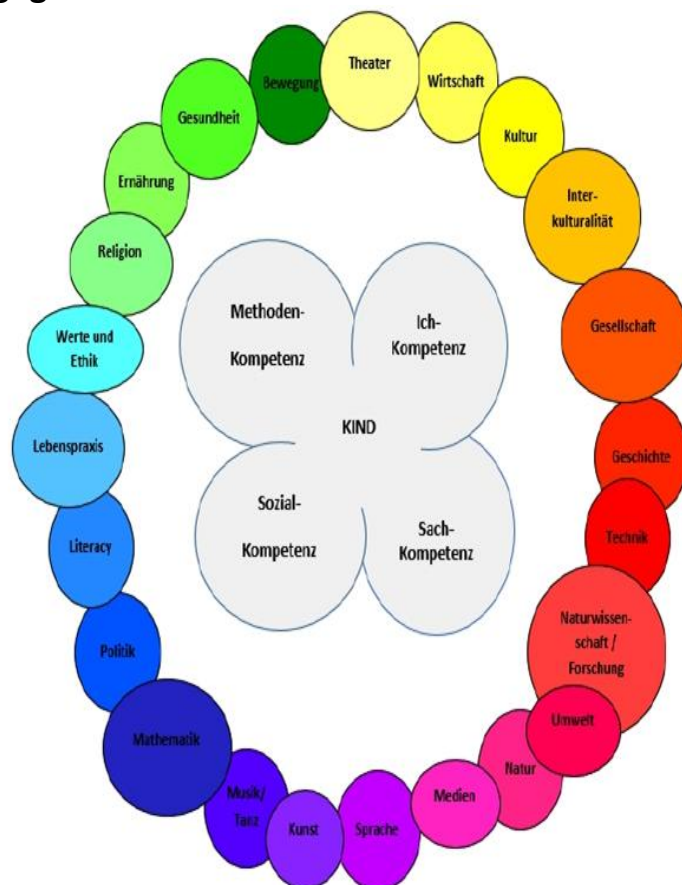 Theater
Wirtschaft
Kultur
Inter-
kulturalität
Gesellschaft
Geschichte
Technik
Naturwissen-
schaft /
Forschung
Umwelt
Natur
Medien
Sprache
Kunst
Musik/
Tanz
Mathematik
Politik
Literacy
Lebenspraxis
Werte und
Ethik
Religion
Ernährung
Gesundheit
Bewegung
Methoden-
Kompetenz
Ich-
Kompetenz
KIND
Sozial-
Kompetenz
Sach-
Kompetenz